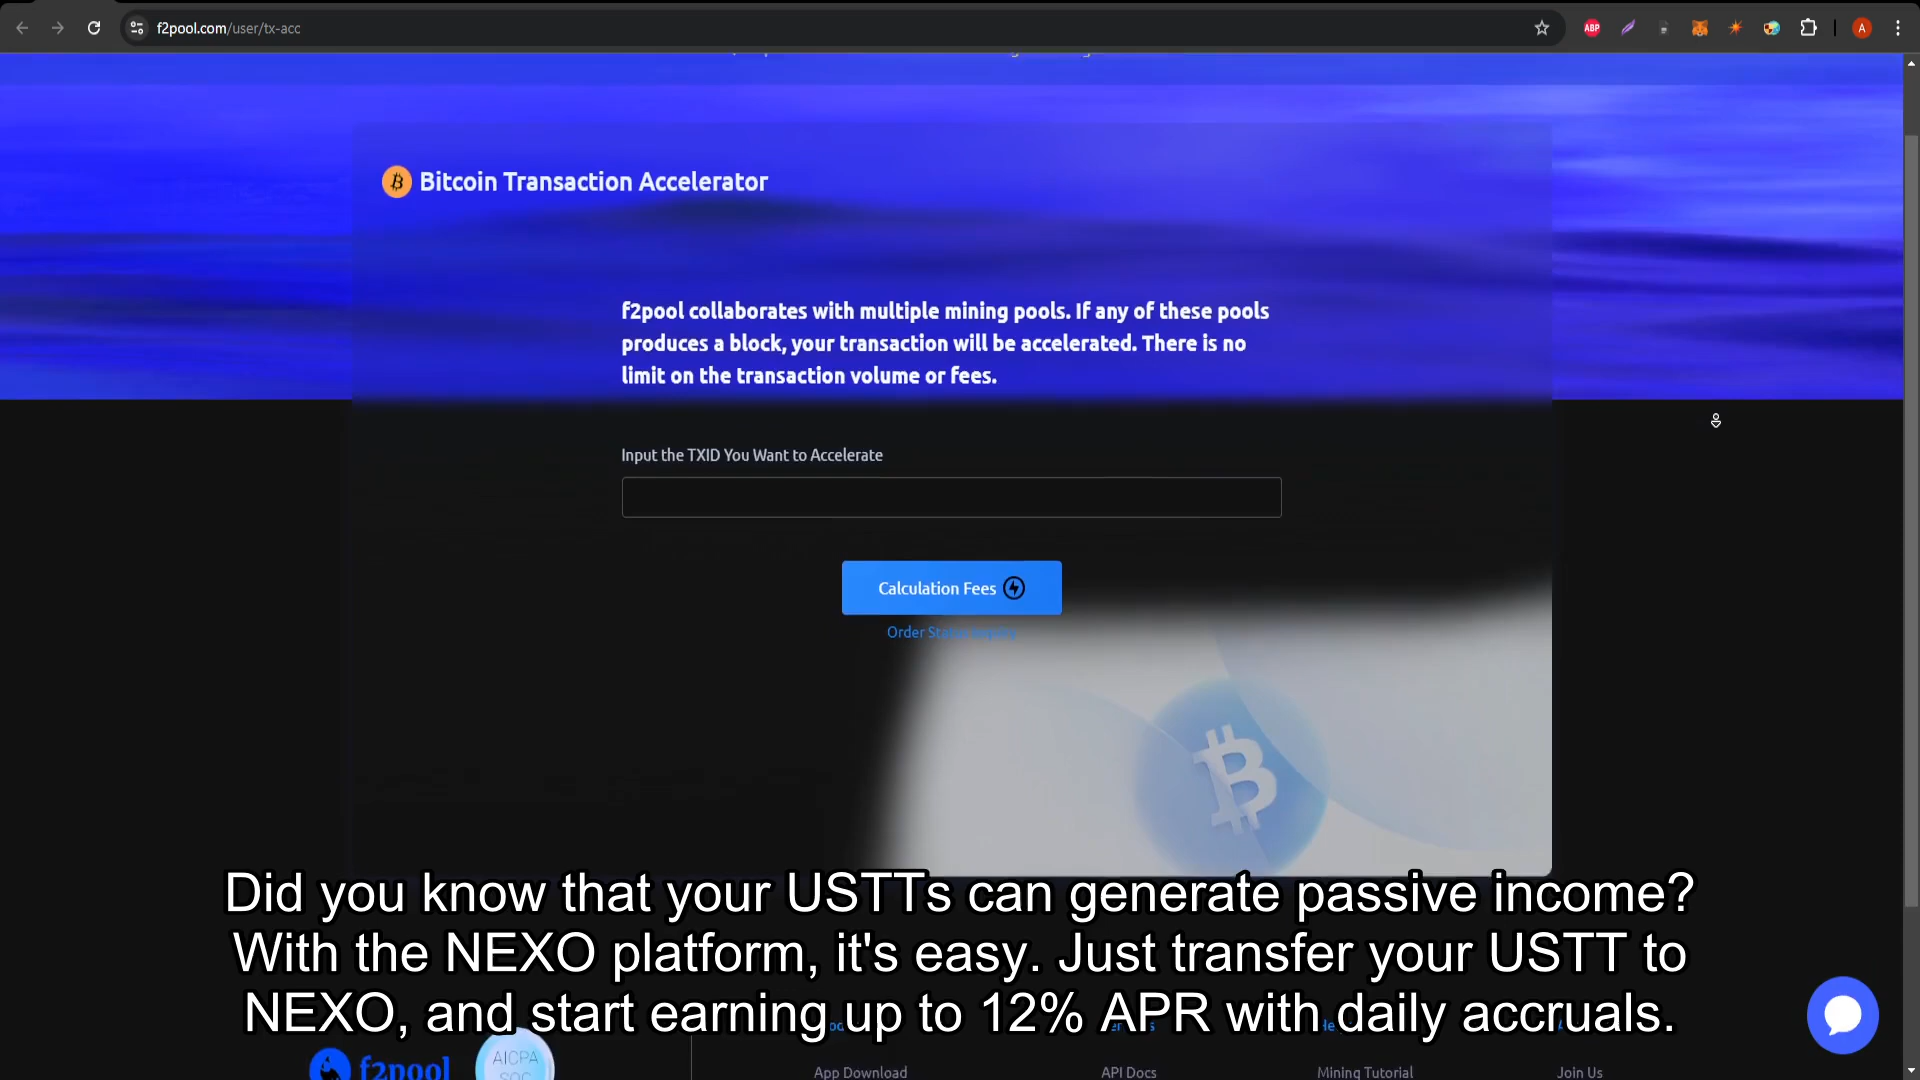 f2pool.com/user/tx-acc
ABP
A
Bitcoin Transaction Accelerator
f2pool collaborates with multiple mining pools. If any of these pools
produces a block, your transaction will be accelerated. There is no
limit on the transaction volume or fees.
Input the TXID You Want to Accelerate
Calculation Fees
Order Status Inquiry
Did you know that your USTTs can generate passive income?
With the NEXO platform, it's easy. Just transfer your USTT to
NEXO, and start earning up to 12% APR with daily accruals.
f2pool
AICPA
SOC
App Download
API Docs
Mining Tutorial
Join Us